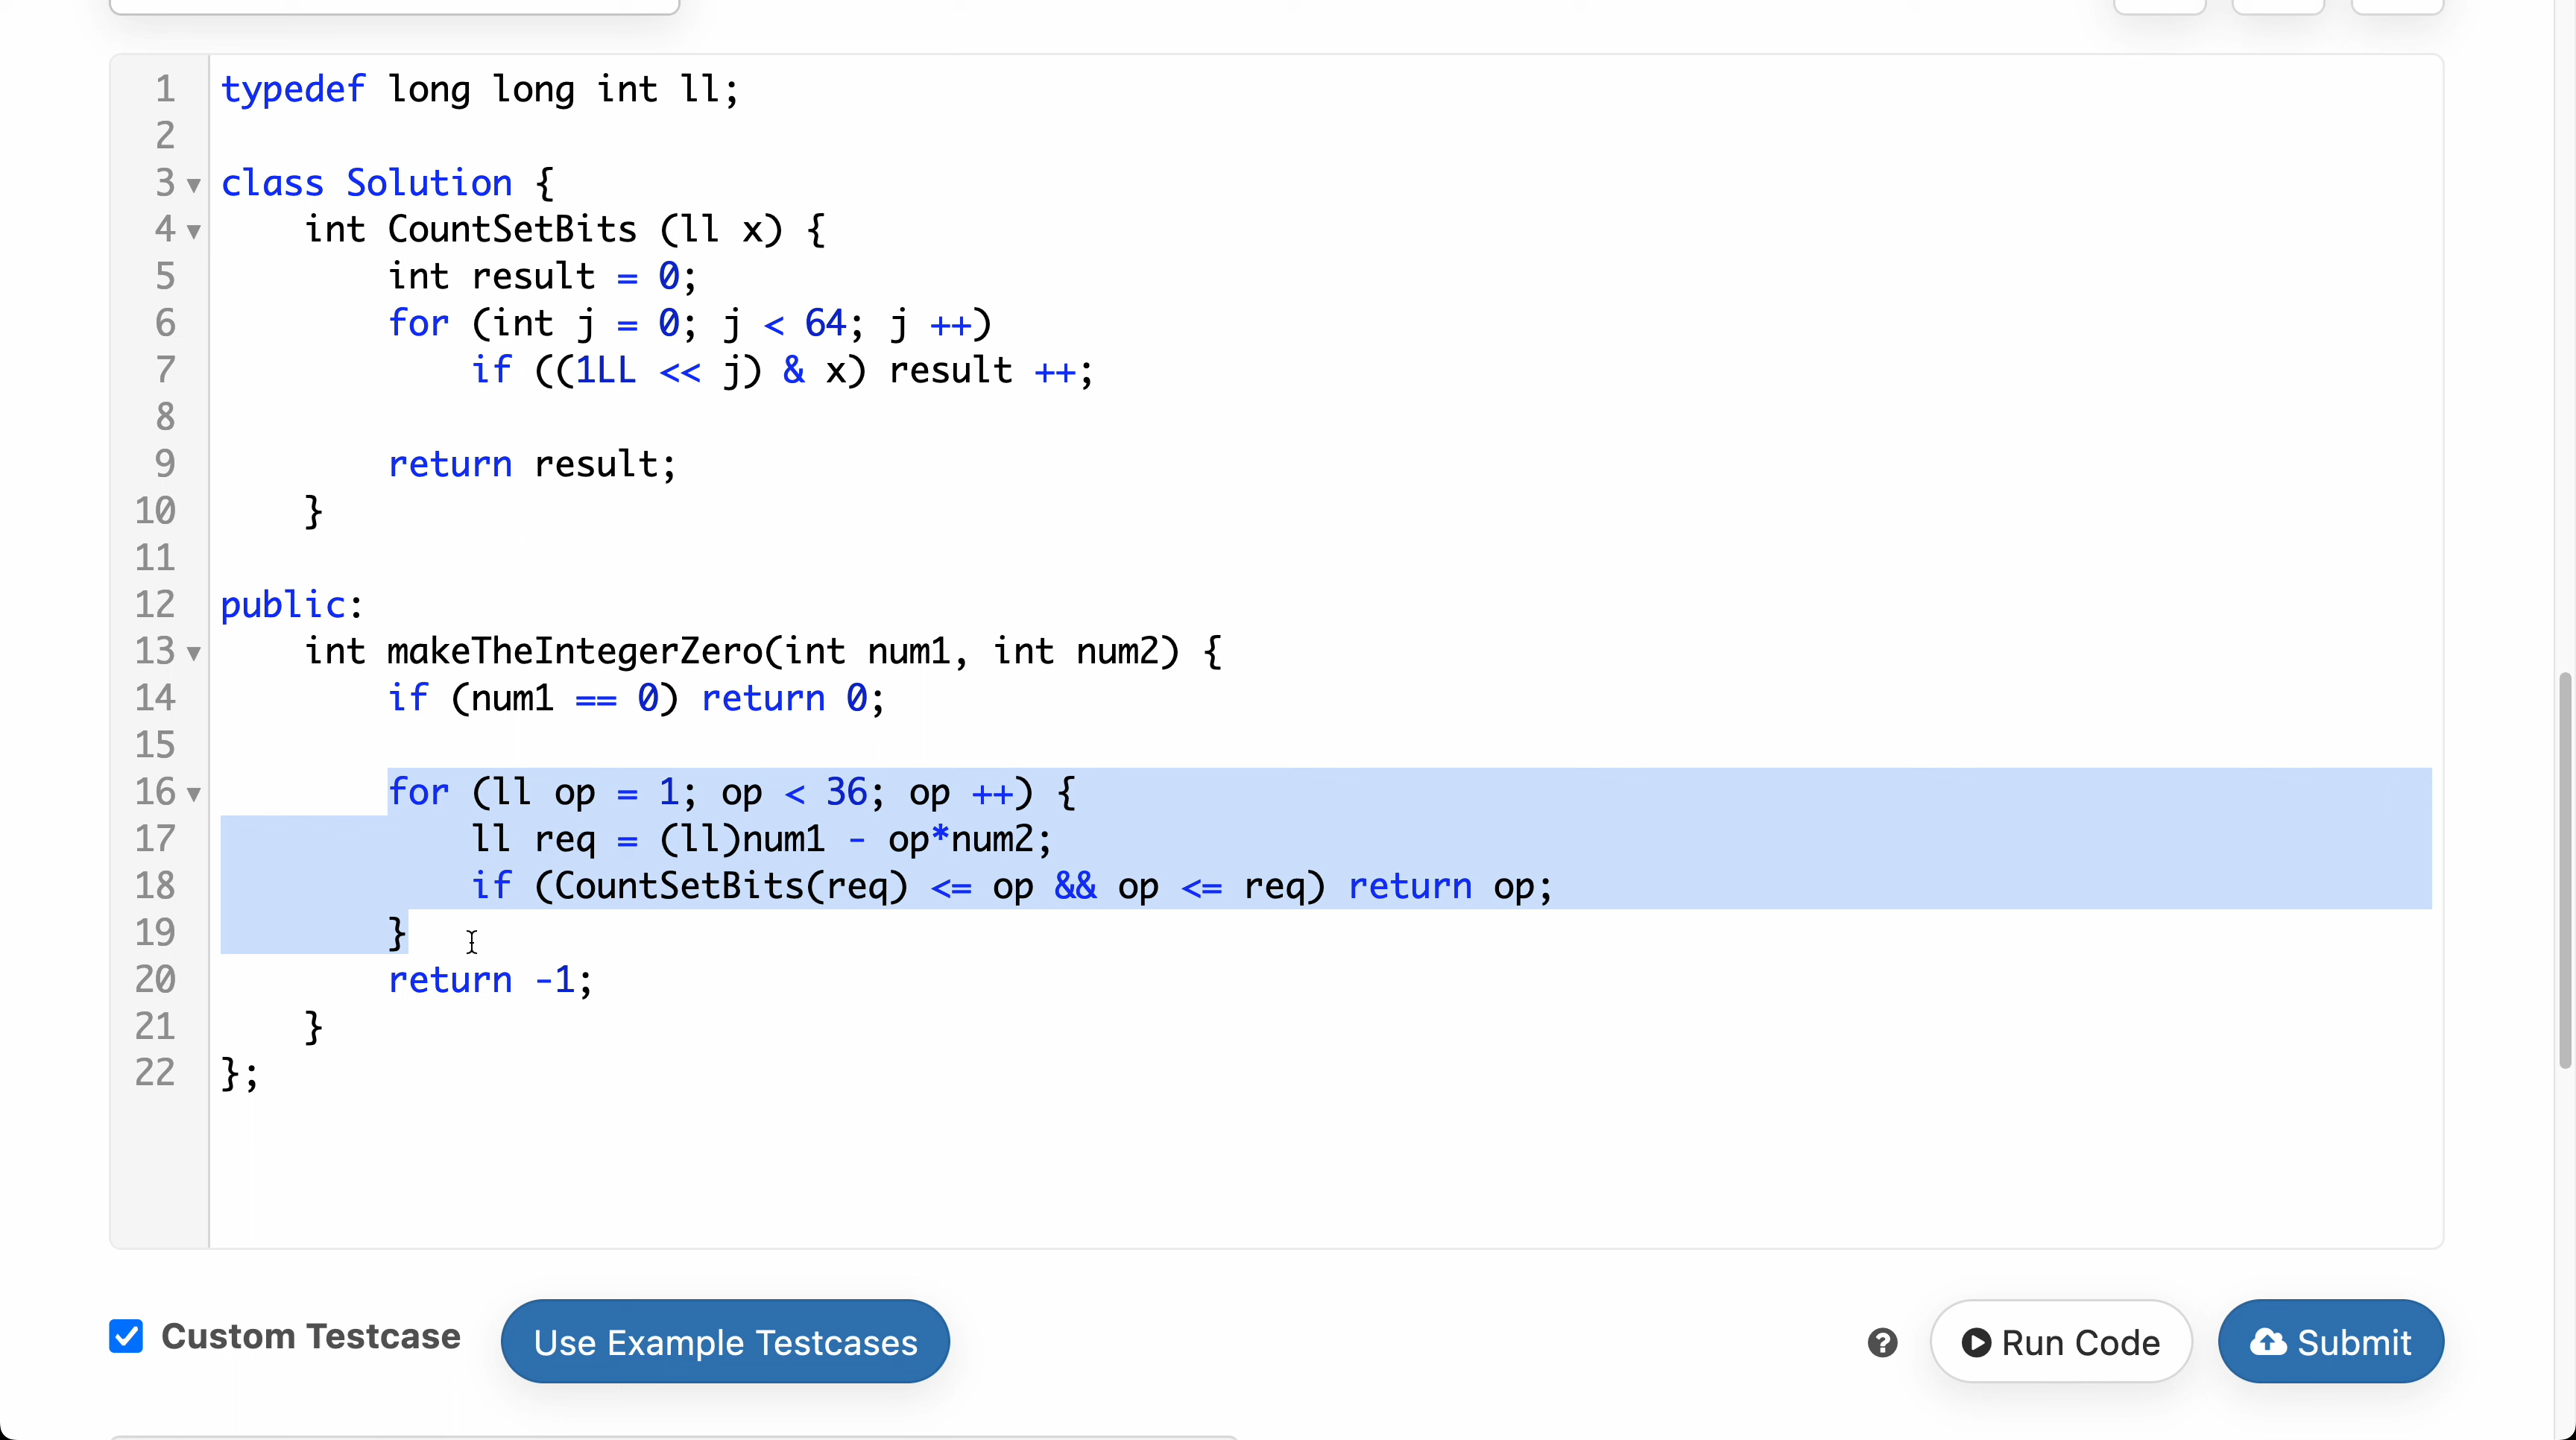 1 typedef long long int ll;
2
3 class Solution {
4     int CountSetBits (ll x) {
5         int result = 0;
6         for (int j = 0; j < 64; j ++)
7             if ((1LL << j) & x) result ++;
8
9         return result;
10     }
11
12 public:
13     int makeTheIntegerZero(int num1, int num2) {
14         if (num1 == 0) return 0;
15
16         for (ll op = 1; op < 36; op ++) {
17             ll req = (ll)num1 - op*num2;
18             if (CountSetBits(req) <= op && op <= req) return op;
19         }
20         return -1;
21     }
22 };
Custom Testcase Use Example Testcases ? Run Code Submit